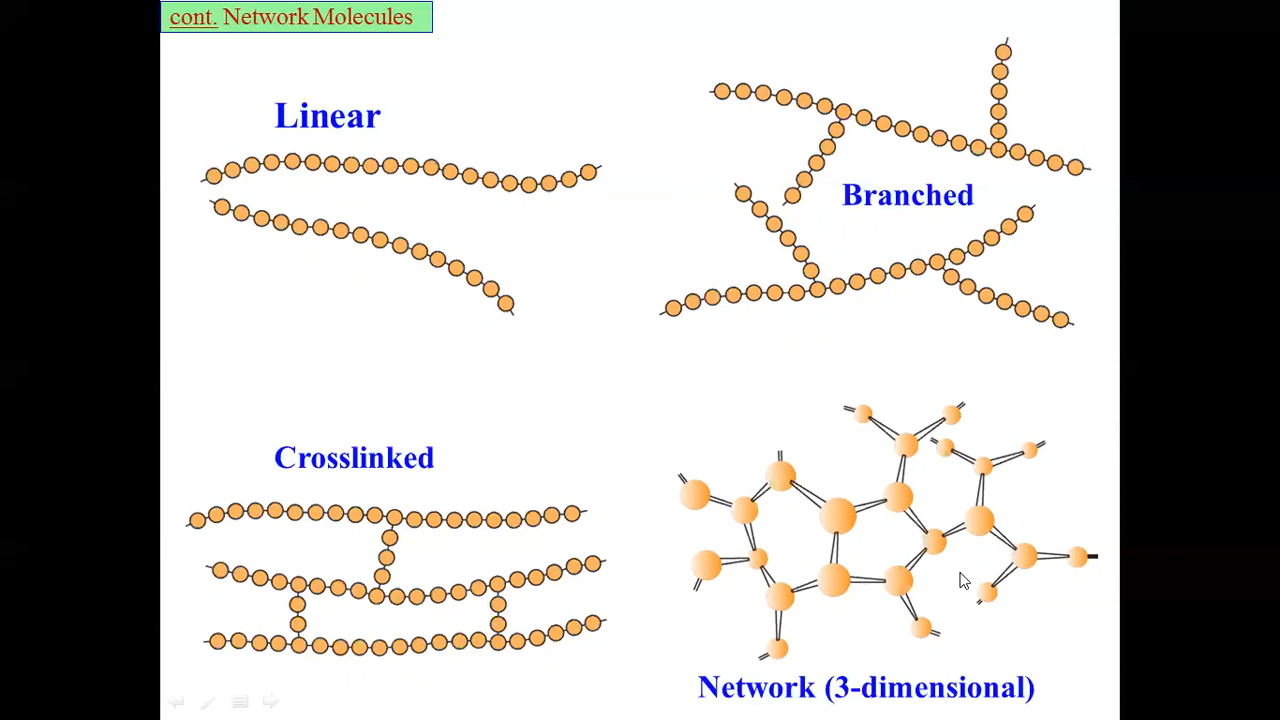 cont. Network Molecules
Linear
Branched
Crosslinked
Network (3-dimensional)